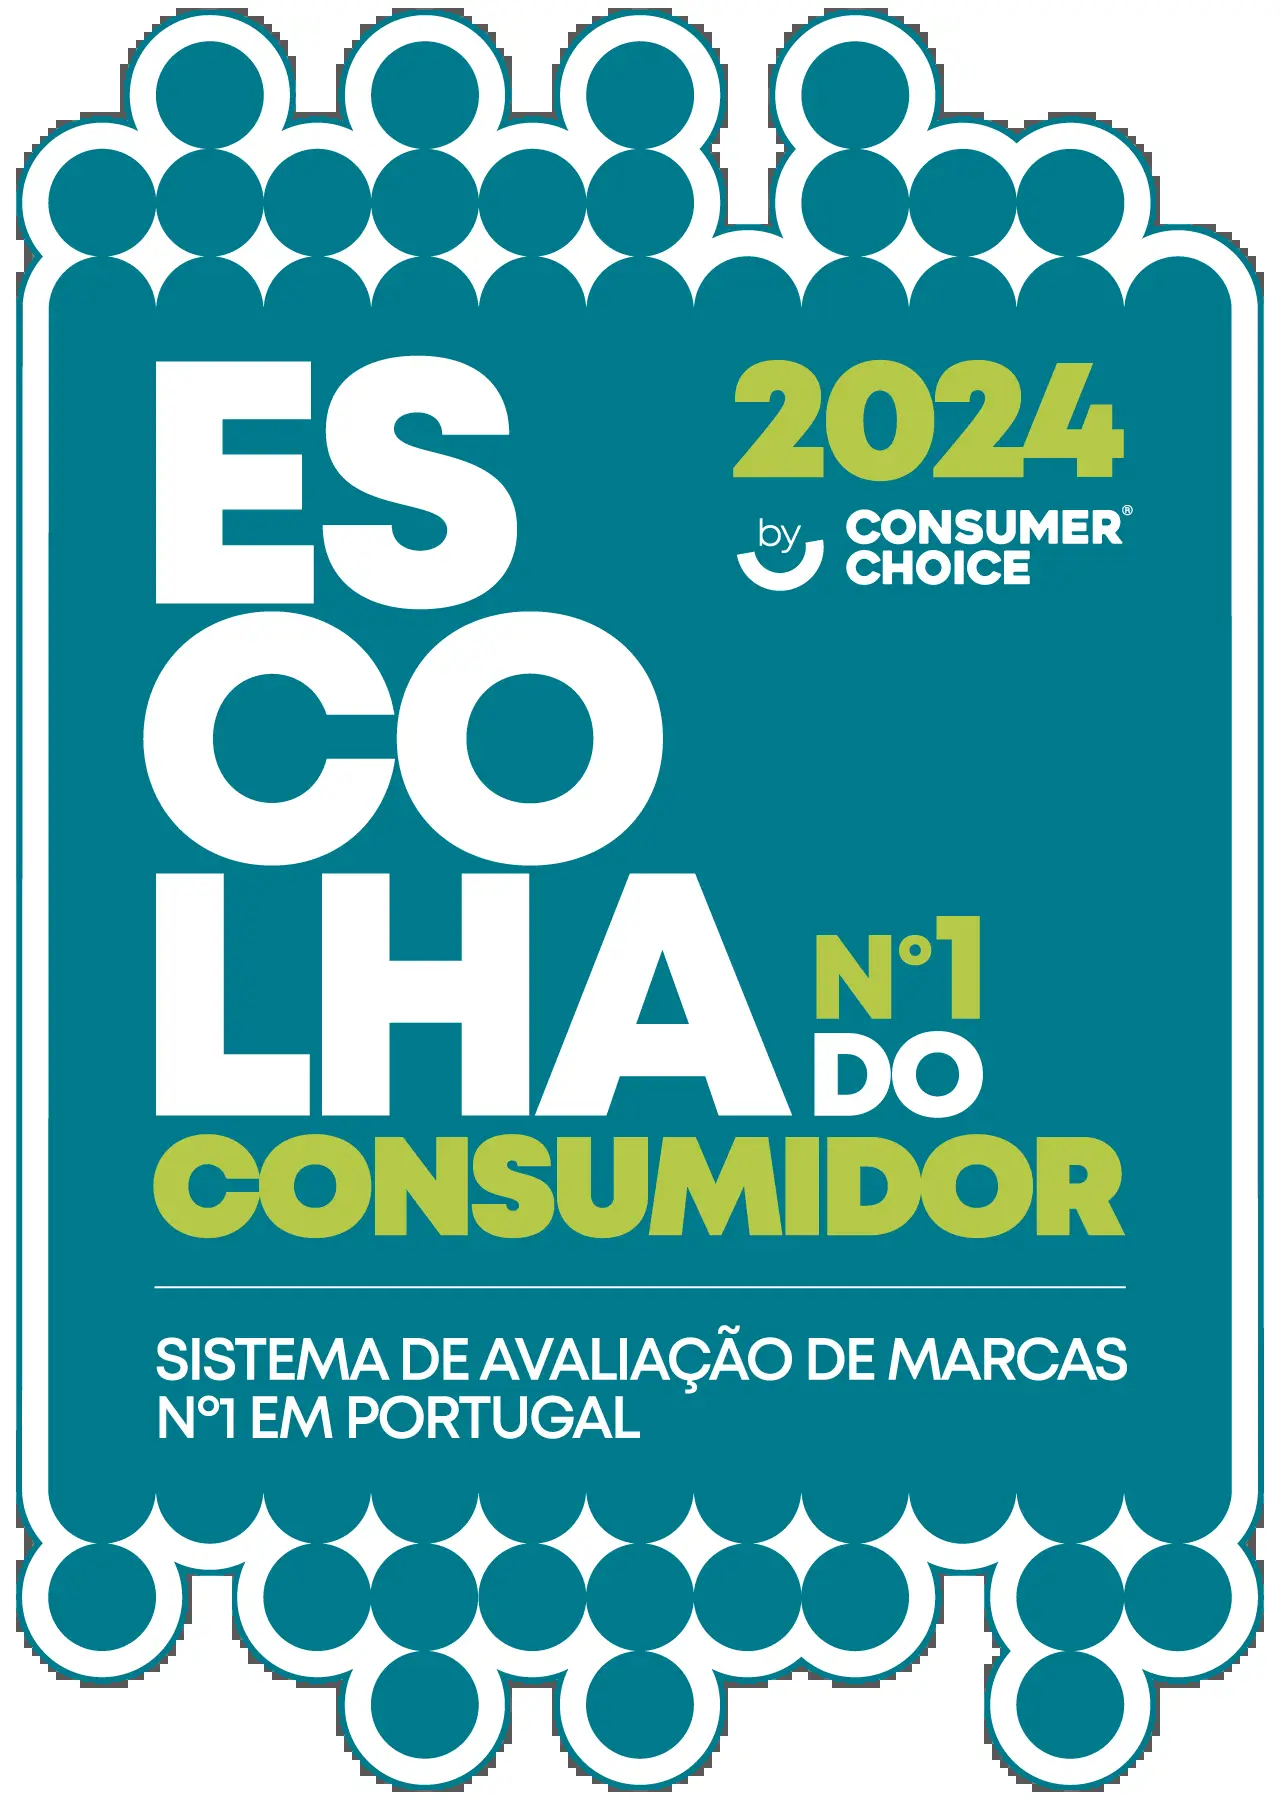 ES
CO
LHA
2024
by CONSUMER®
CHOICE
Nº1
DO
CONSUMIDOR
SISTEMA DE AVALIAÇÃO DE MARCAS
Nº1 EM PORTUGAL